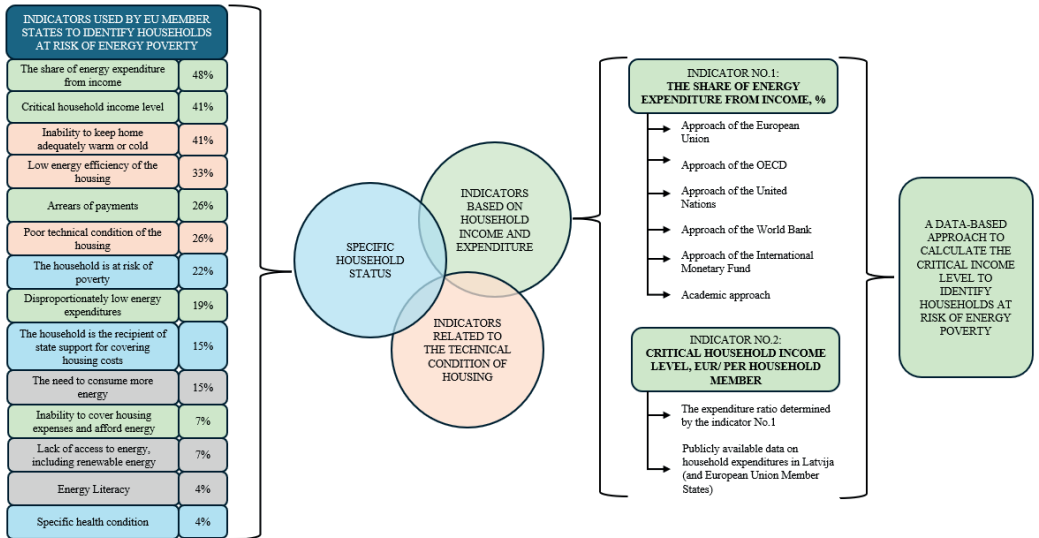 INDICATORS USED BY EU MEMBER
STATES TO IDENTIFY HOUSEHOLDS
AT RISK OF ENERGY POVERTY
The share of energy expenditure
from income
48%
Critical household income level
41%
Inability to keep home
adequately warm or cold
41%
Low energy efficiency of the
housing
33%
Arrears of payments
26%
Poor technical condition of the
housing
26%
The household is at risk of
poverty
22%
Disproportionately low energy
expenditures
19%
The household is the recipient of
state support for covering
housing costs
15%
The need to consume more
energy
15%
Inability to cover housing
expenses and afford energy
7%
Lack of access to energy,
including renewable energy
7%
Energy Literacy
4%
Specific health condition
4%
SPECIFIC
HOUSEHOLD
STATUS
INDICATORS
BASED ON
HOUSEHOLD
INCOME AND
EXPENDITURE
INDICATORS
RELATED TO
THE TECHNICAL
CONDITION OF
HOUSING
INDICATOR NO.1:
THE SHARE OF ENERGY
EXPENDITURE FROM INCOME, %
Approach of the European
Union
Approach of the OECD
Approach of the United
Nations
Approach of the World Bank
Approach of the International
Monetary Fund
Academic approach
INDICATOR NO.2:
CRITICAL HOUSEHOLD INCOME
LEVEL, EUR/ PER HOUSEHOLD
MEMBER
The expenditure ratio determined
by the indicator No.1
Publicly available data on
household expenditures in Latvija
(and European Union Member
States)
A DATA-BASED
APPROACH TO
CALCULATE THE
CRITICAL INCOME
LEVEL TO
IDENTIFY
HOUSEHOLDS AT
RISK OF ENERGY
POVERTY